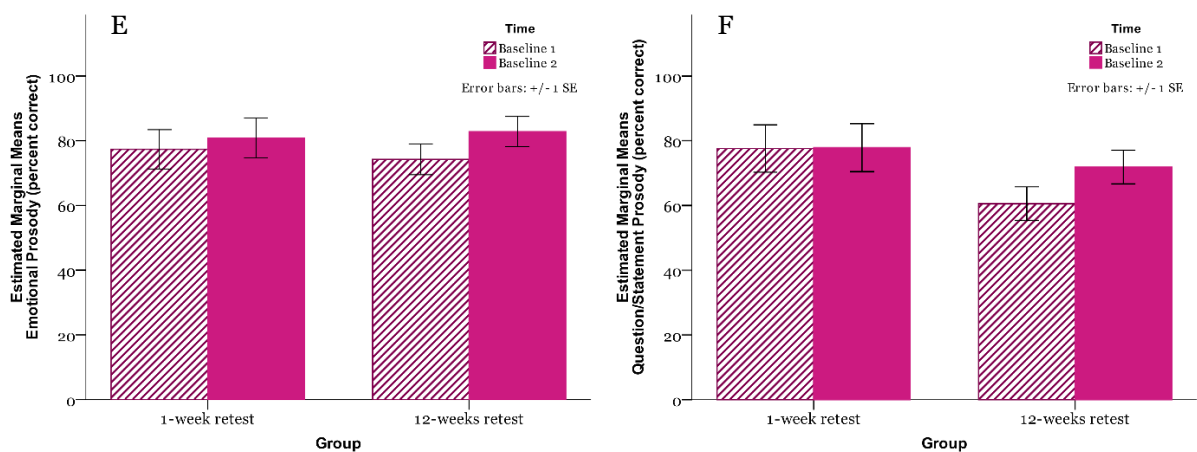 E
Time
Baseline 1
Baseline 2
Error bars: +/- 1 SE
Estimated Marginal Means
Emotional Prosody (percent correct)
100
80
60
40
20
0
1-week retest
12-weeks retest
Group
F
Time
Baseline 1
Baseline 2
Error bars: +/- 1 SE
Estimated Marginal Means
Question/Statement Prosody (percent correct)
100
80
60
40
20
0
1-week retest
12-weeks retest
Group